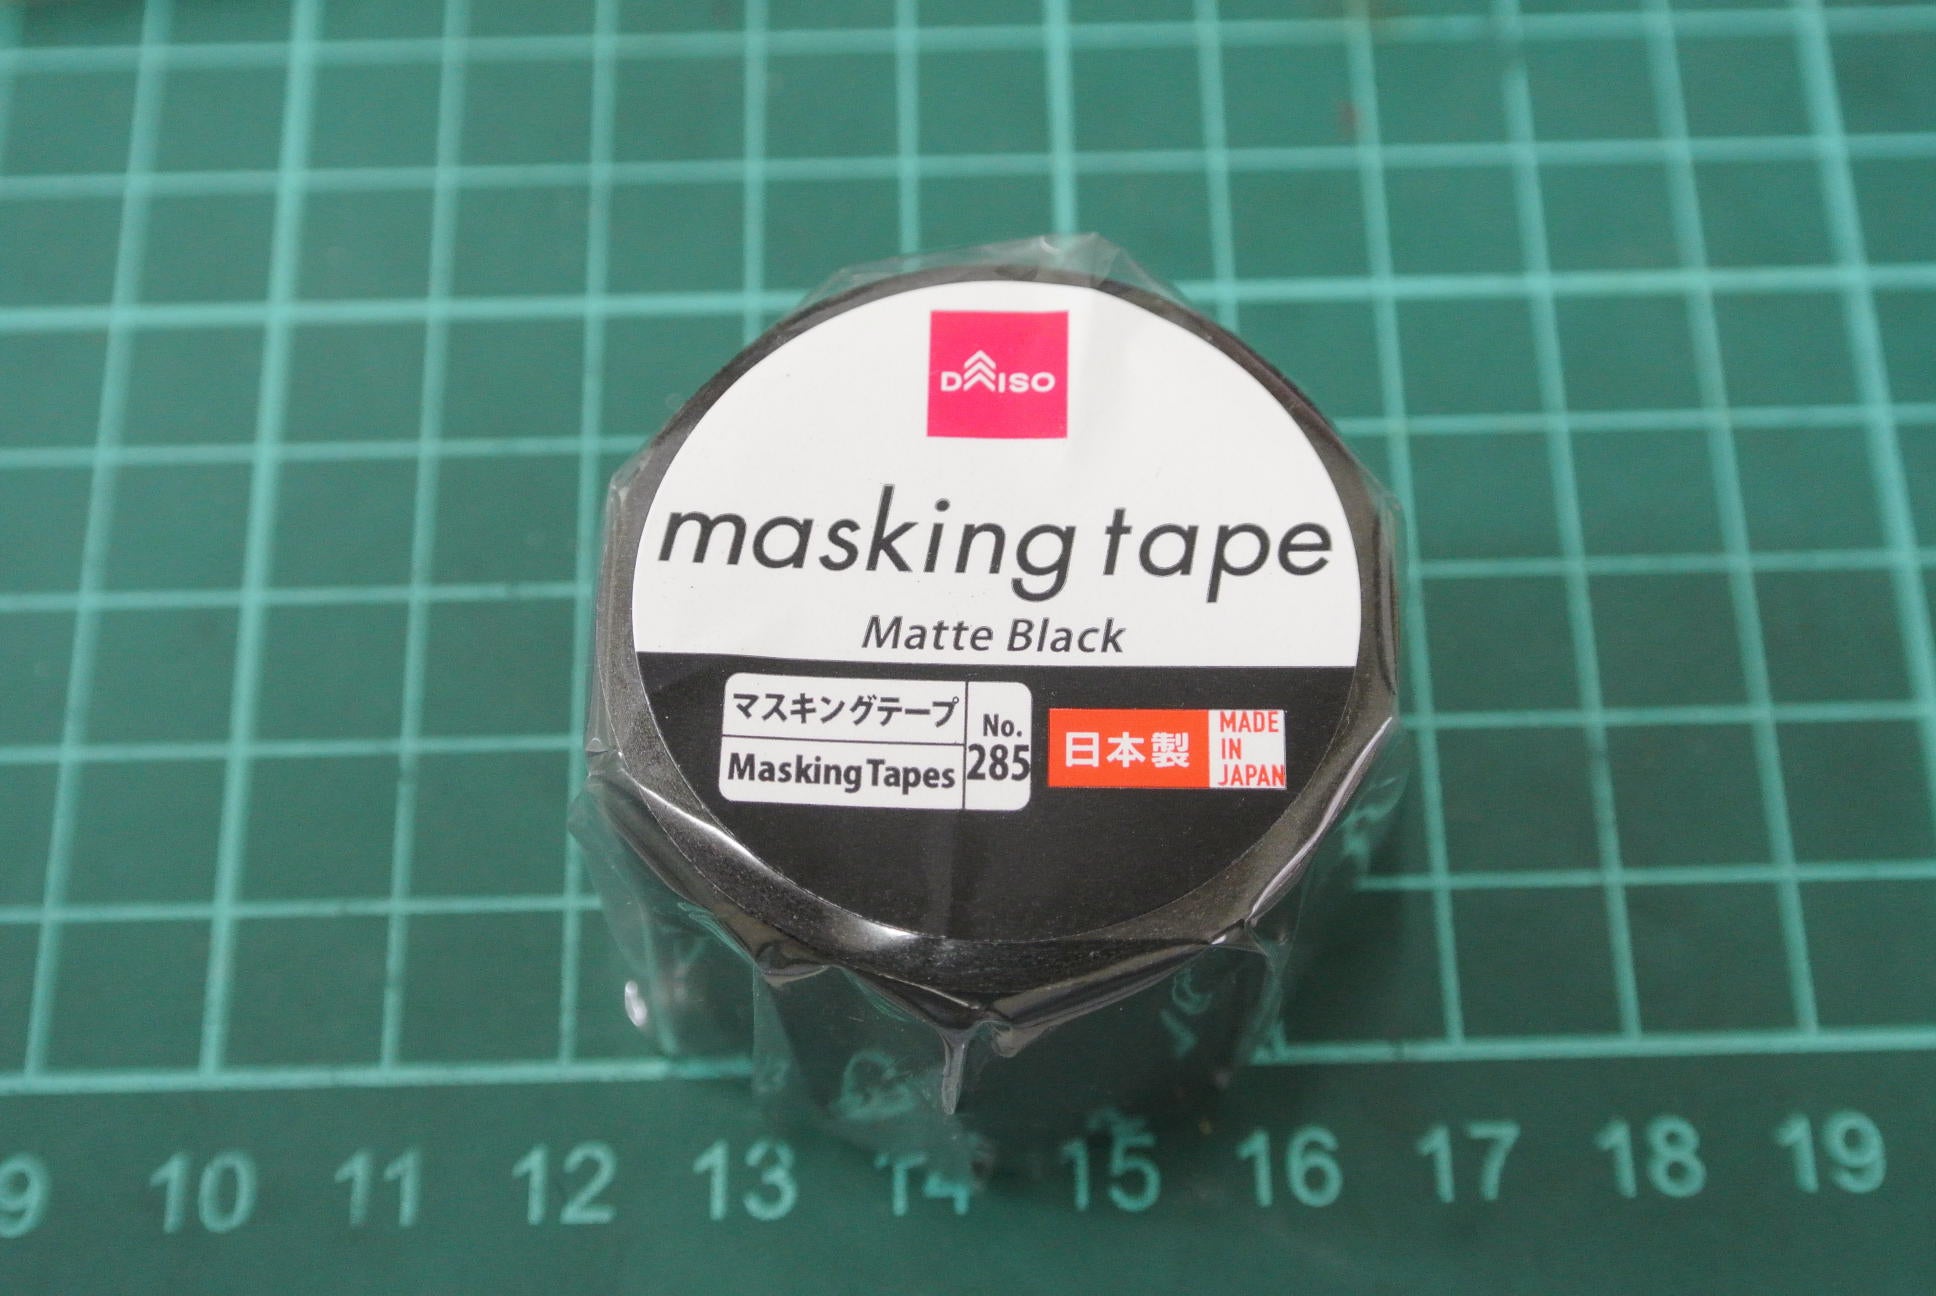 DAISO
masking tape
Matte Black
マスキングテープ
Masking Tapes
No.
285
日本製
MADE
IN
JAPAN
9 10 11 12 13 14 15 16 17 18 19